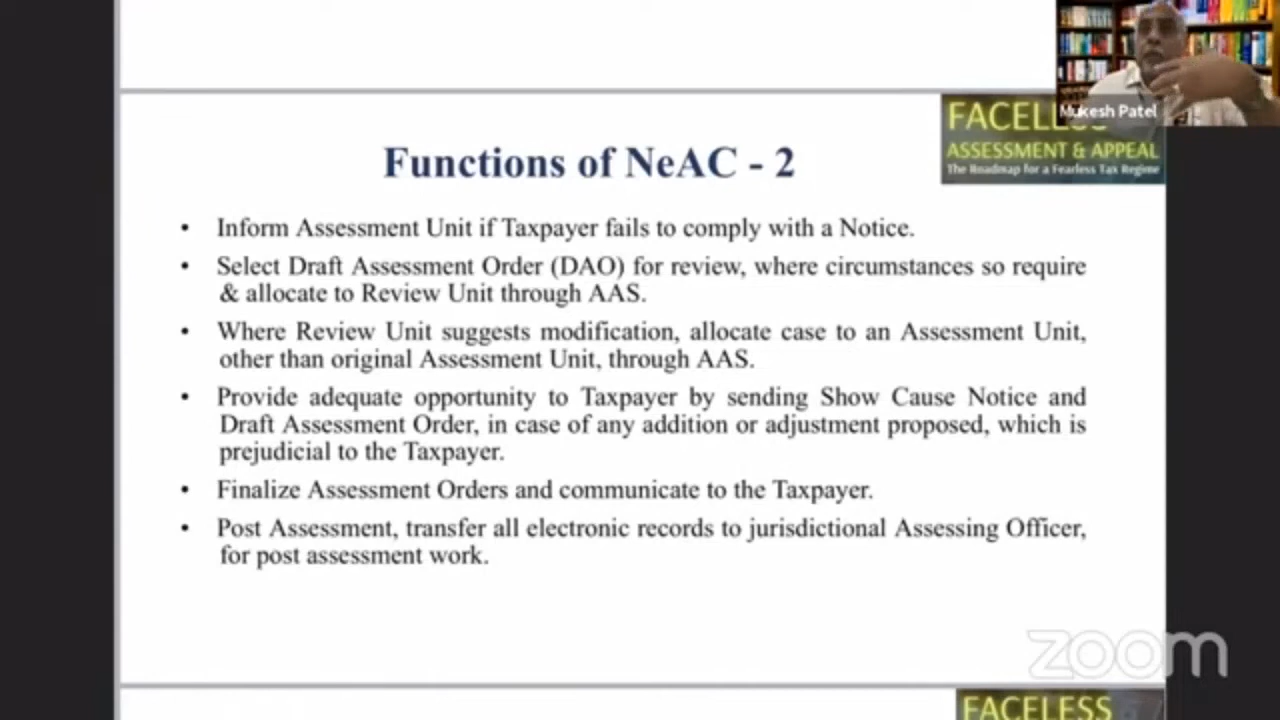 Mukesh Patel
FACELESS
ASSESSMENT & APPEAL
The Roadmap for a Fearless Tax Regime
Functions of NeAC - 2
• Inform Assessment Unit if Taxpayer fails to comply with a Notice.
• Select Draft Assessment Order (DAO) for review, where circumstances so require
& allocate to Review Unit through AAS.
• Where Review Unit suggests modification, allocate case to an Assessment Unit,
other than original Assessment Unit, through AAS.
• Provide adequate opportunity to Taxpayer by sending Show Cause Notice and
Draft Assessment Order, in case of any addition or adjustment proposed, which is
prejudicial to the Taxpayer.
• Finalize Assessment Orders and communicate to the Taxpayer.
• Post Assessment, transfer all electronic records to jurisdictional Assessing Officer,
for post assessment work.
zoom
FACELESS